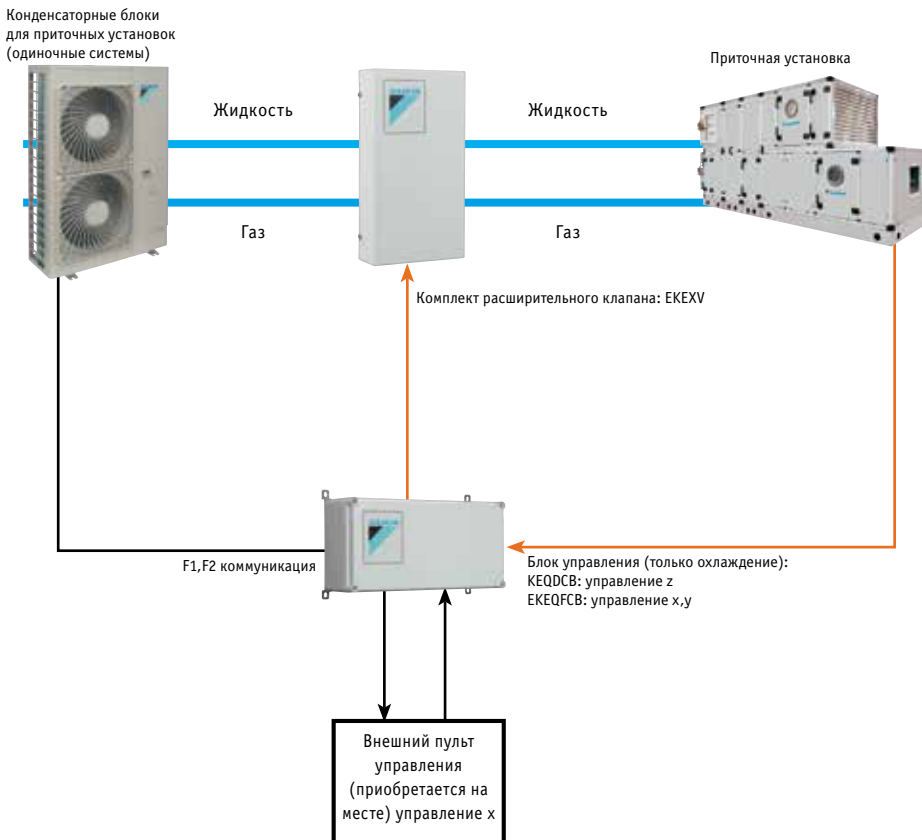 Конденсаторные блоки
для приточных установок
(одиночные системы)
Приточная установка
Жидкость
Жидкость
Газ
Газ
Комплект расширительного клапана: EKEXV
F1,F2 коммуникация
Блок управления (только охлаждение):
KEQDCB: управление z
EKEQFCB: управление x,y
Внешний пульт
управления
(приобретается на
месте) управление x